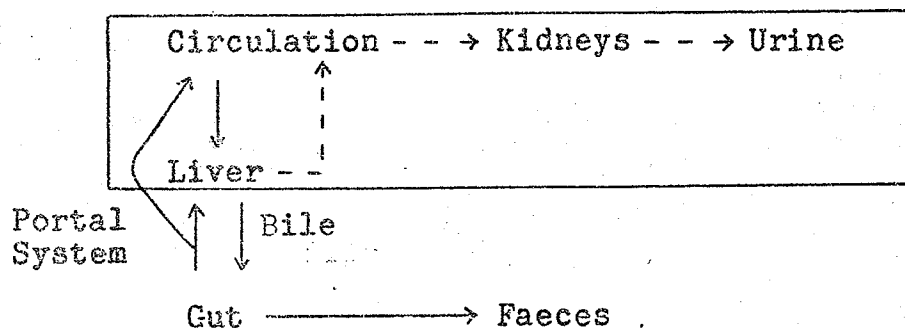 Circulation - - → Kidneys - - → Urine
Liver - -
Portal
System
Bile
Gut → Faeces